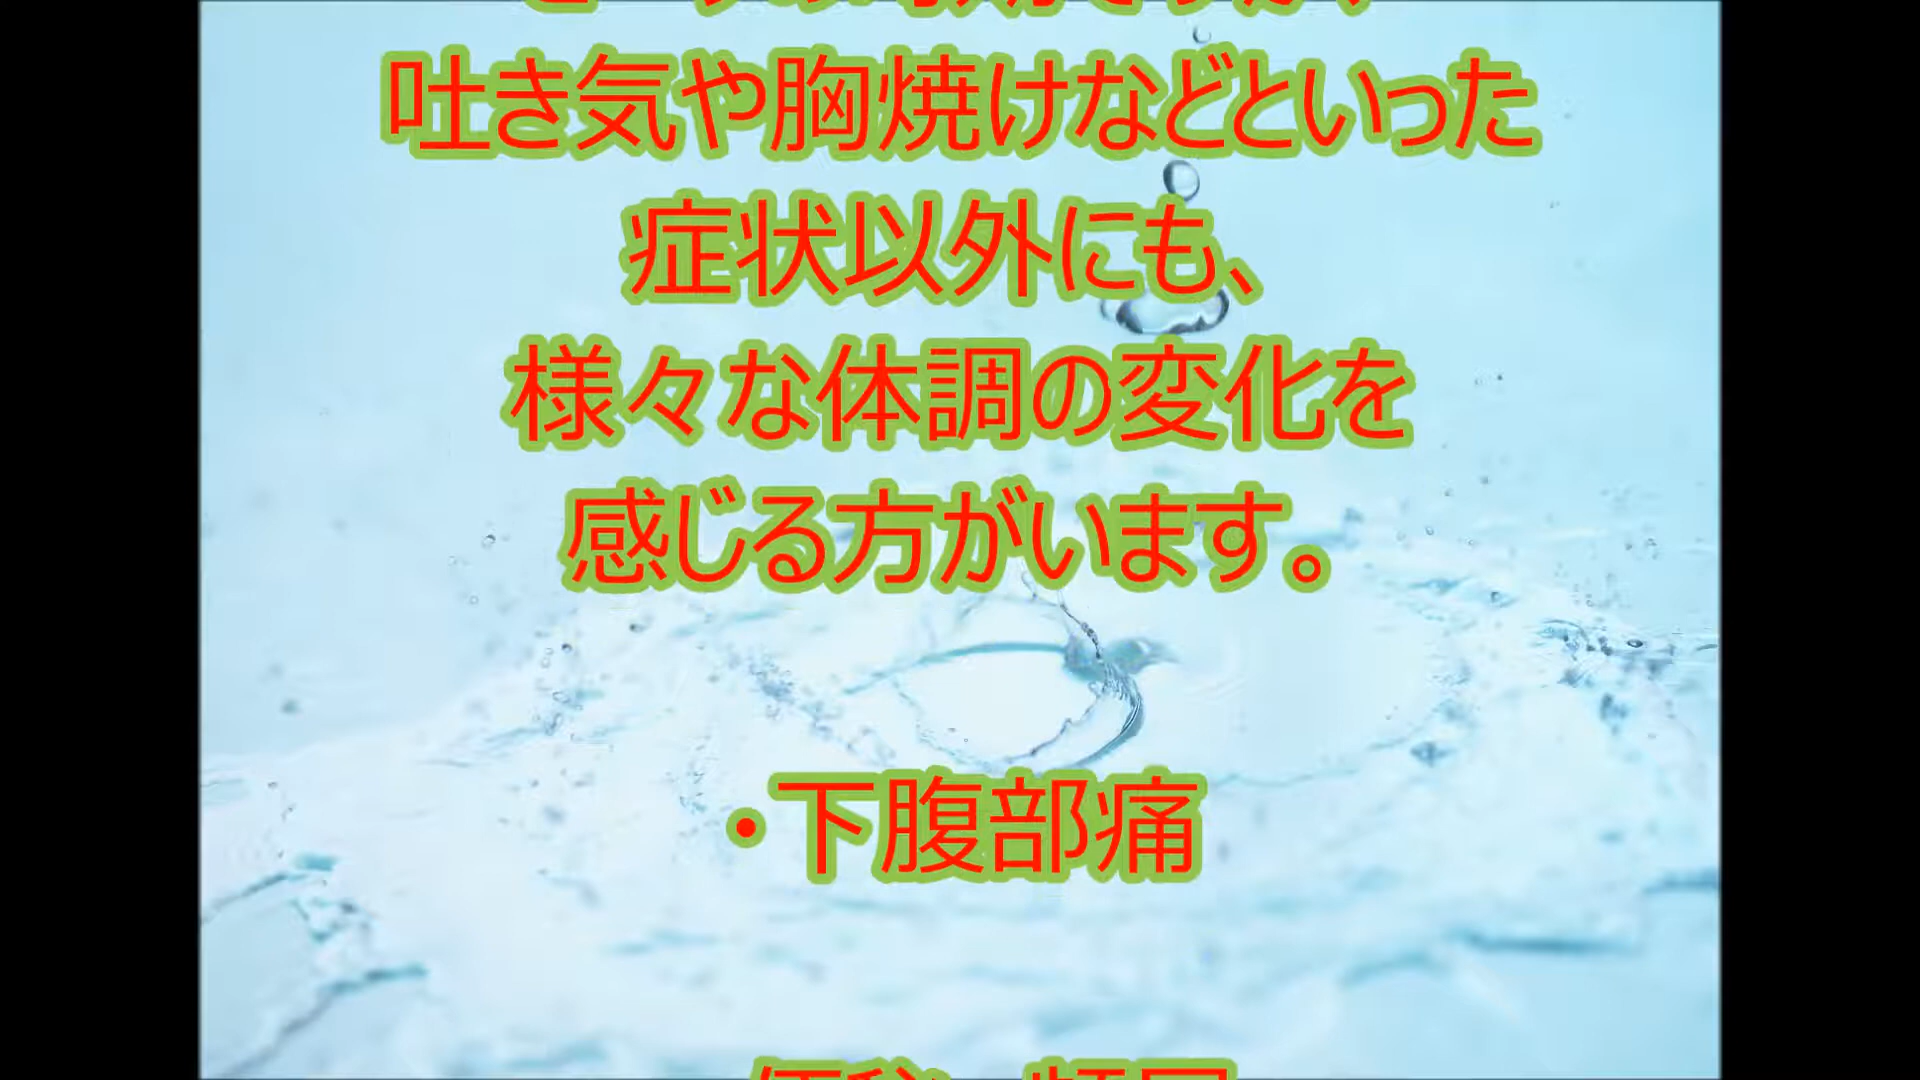 吐き気や胸焼けなどといった
症状以外にも、
様々な体調の変化を
感じる方がいます。
・下腹部痛